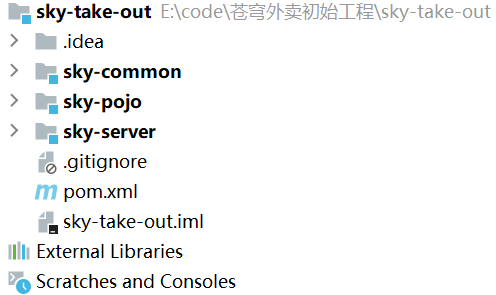 sky-take-out E:\code\苍穹外卖初始工程\sky-take-out
.idea
sky-common
sky-pojo
sky-server
.gitignore
pom.xml
sky-take-out.iml
External Libraries
Scratches and Consoles